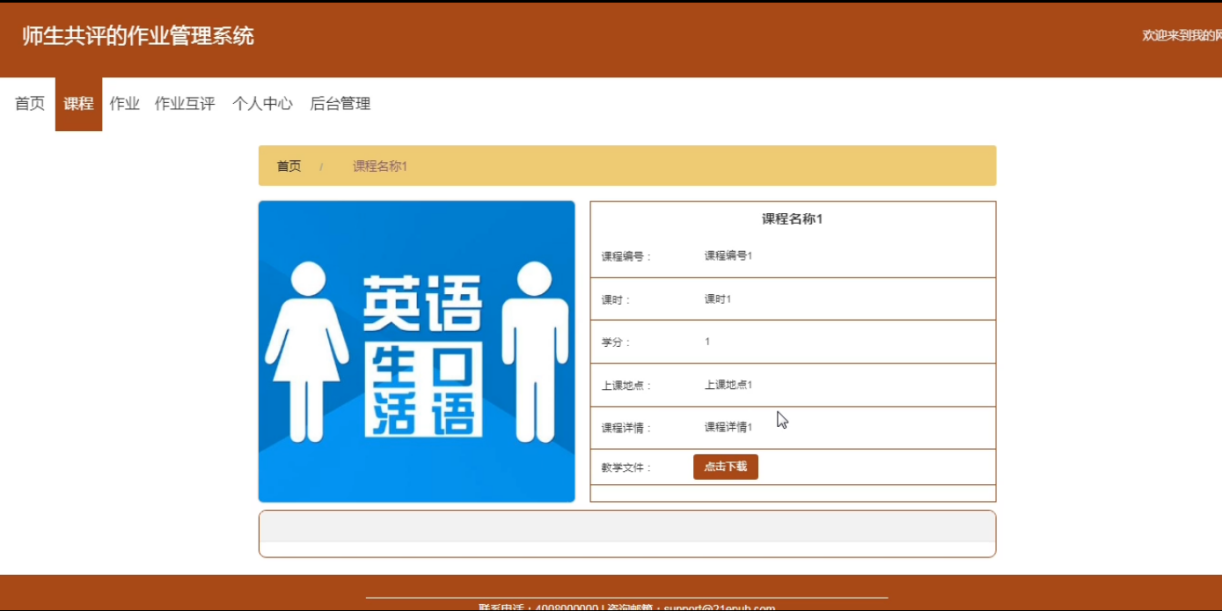 师生共评的作业管理系统
欢迎来到我的网
首页 课程 作业 作业互评 个人中心 后台管理
首页 / 课程名称1
英语
生活 口语
课程名称1
课程编号： 课程编号1
课时： 课时1
学分： 1
上课地点： 上课地点1
课程详情： 课程详情1
教学文件： 点击下载
联系电话：4008000000 | 咨询邮箱：support@21epub.com